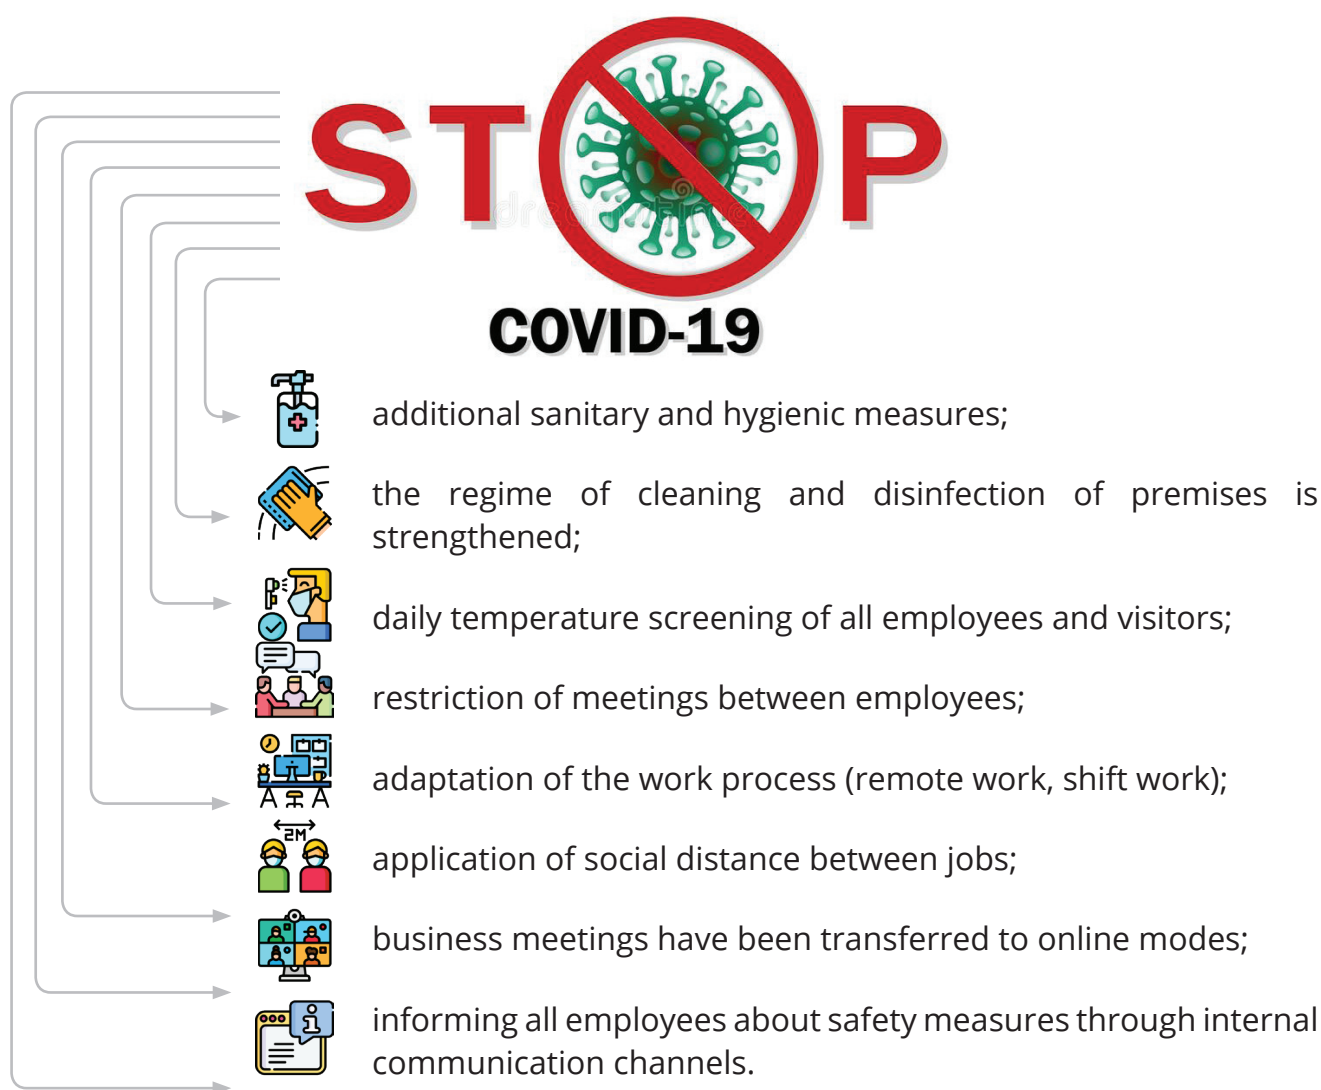 STOP
dreamstime
COVID-19
additional sanitary and hygienic measures;
the regime of cleaning and disinfection of premises is
strengthened;
daily temperature screening of all employees and visitors;
restriction of meetings between employees;
adaptation of the work process (remote work, shift work);
2M
application of social distance between jobs;
business meetings have been transferred to online modes;
i
informing all employees about safety measures through internal
communication channels.